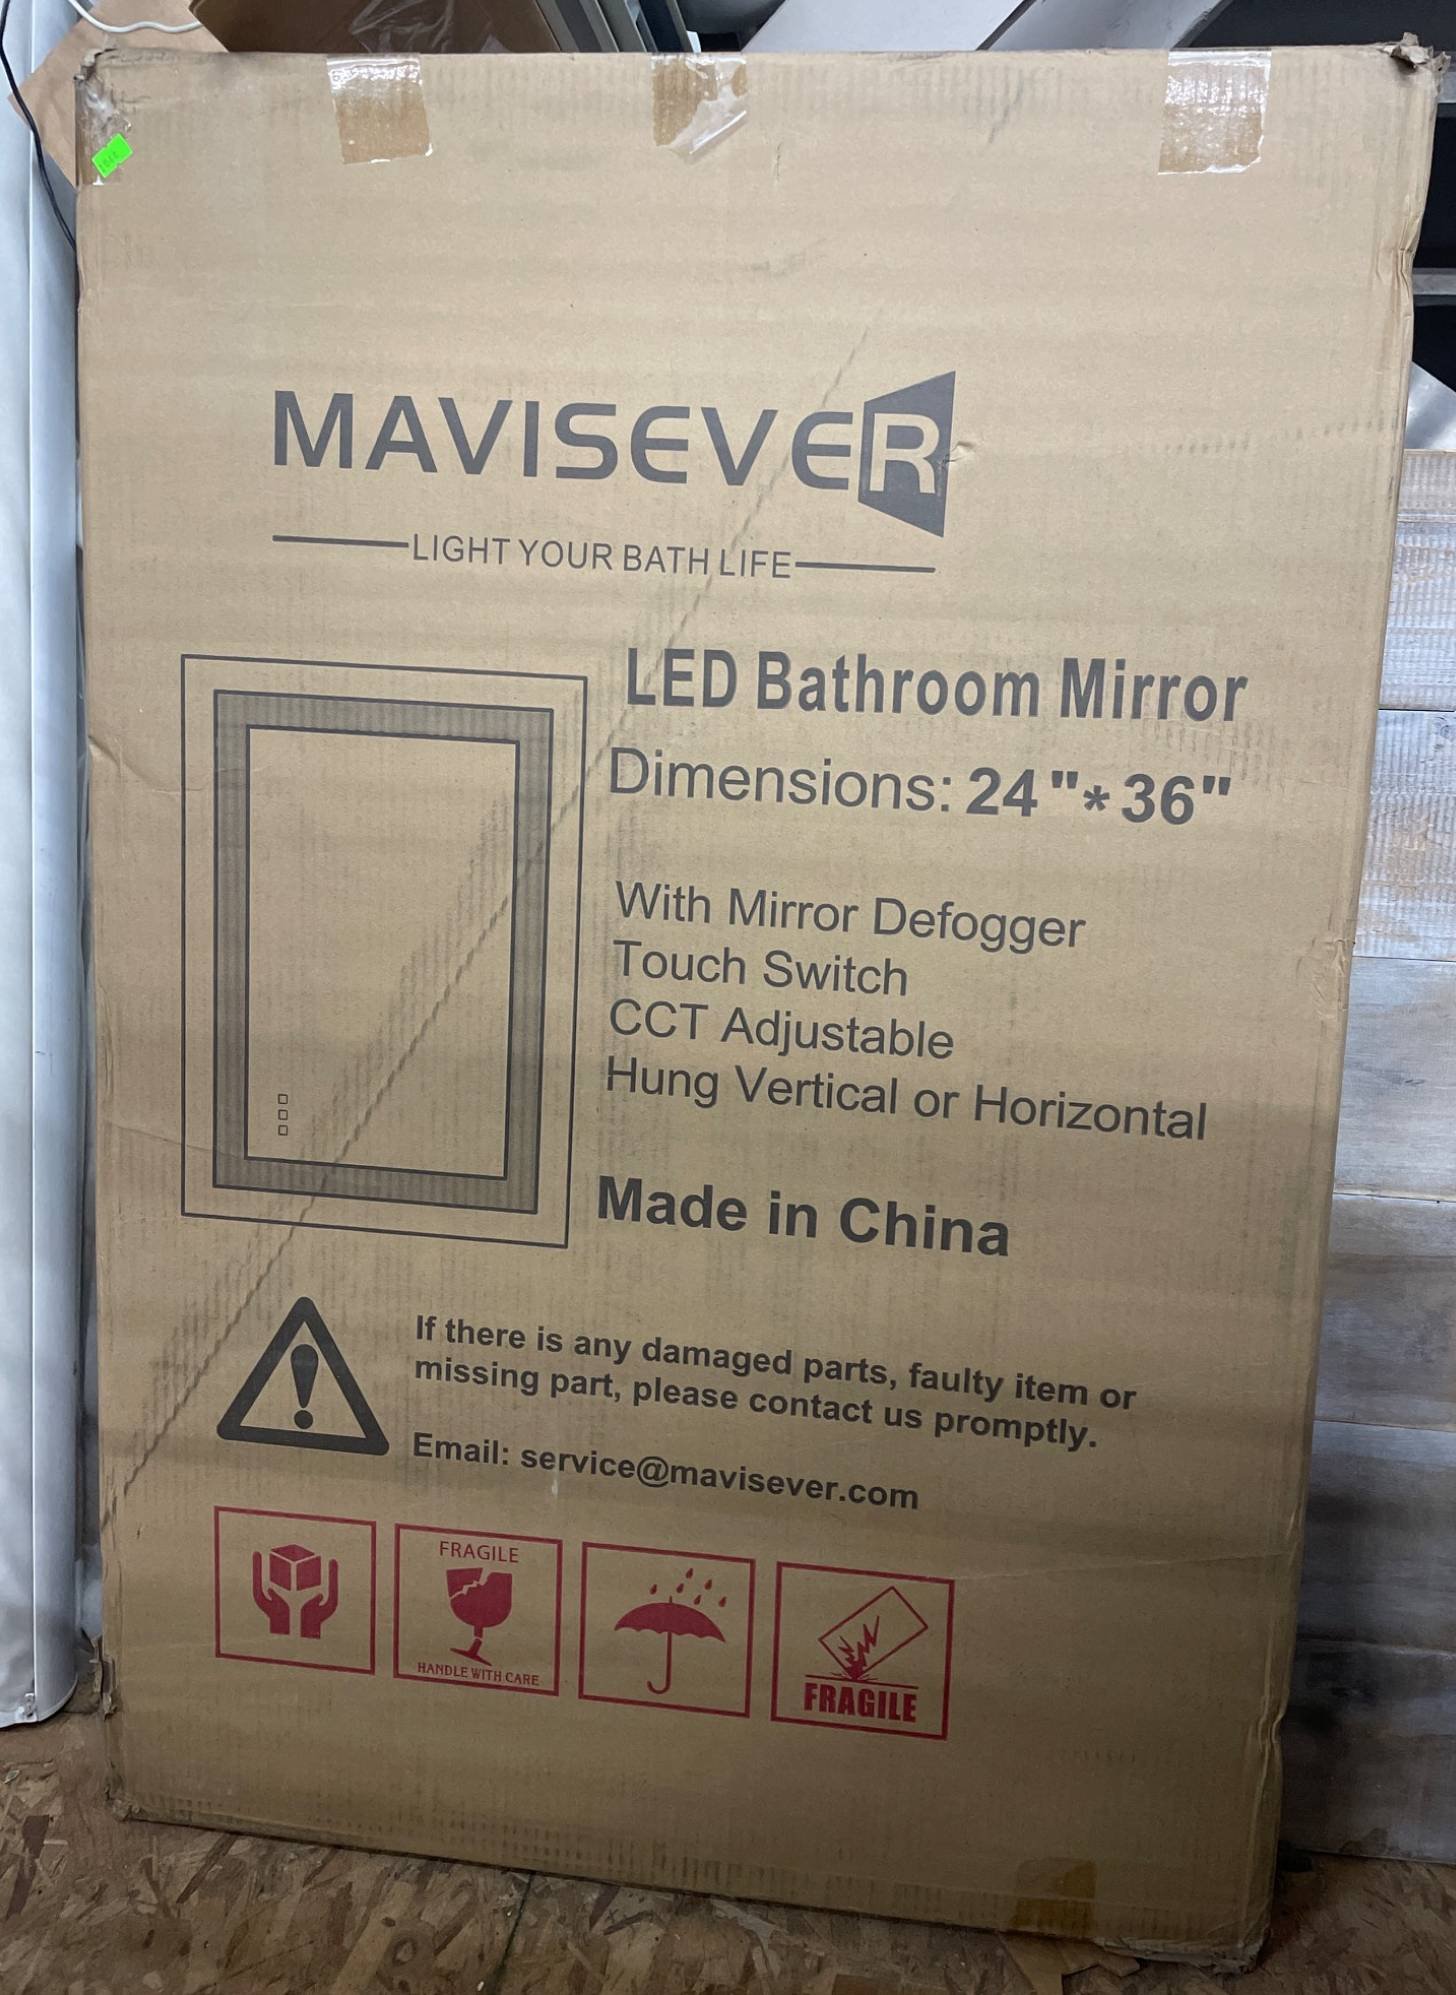 MAVISEVER
LIGHT YOUR BATH LIFE
LED Bathroom Mirror
Dimensions: 24"*36"
With Mirror Defogger
Touch Switch
CCT Adjustable
Hung Vertical or Horizontal
Made in China
If there is any damaged parts, faulty item or
missing part, please contact us promptly.
Email: service@mavisever.com
FRAGILE
HANDLE WITH CARE
FRAGILE